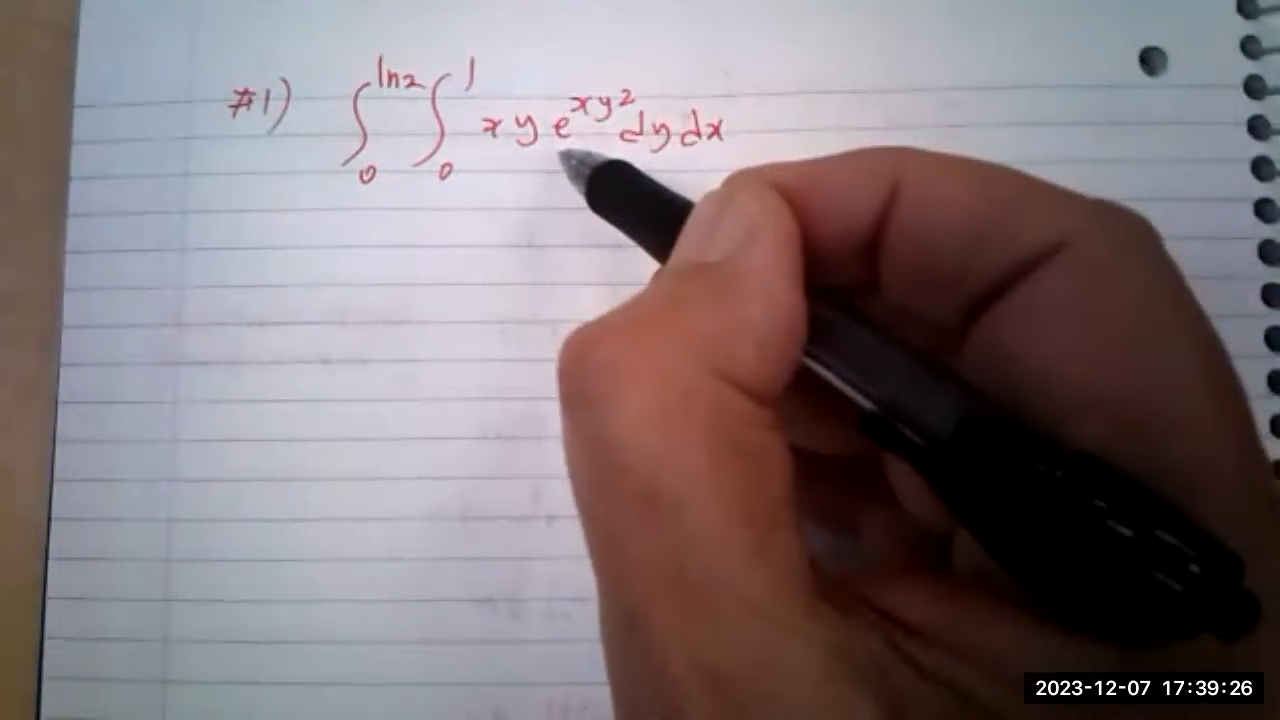 #1) ∫₀^{ln2} ∫₀^{1} xy e^{xy²} dy dx
2023-12-07 17:39:26